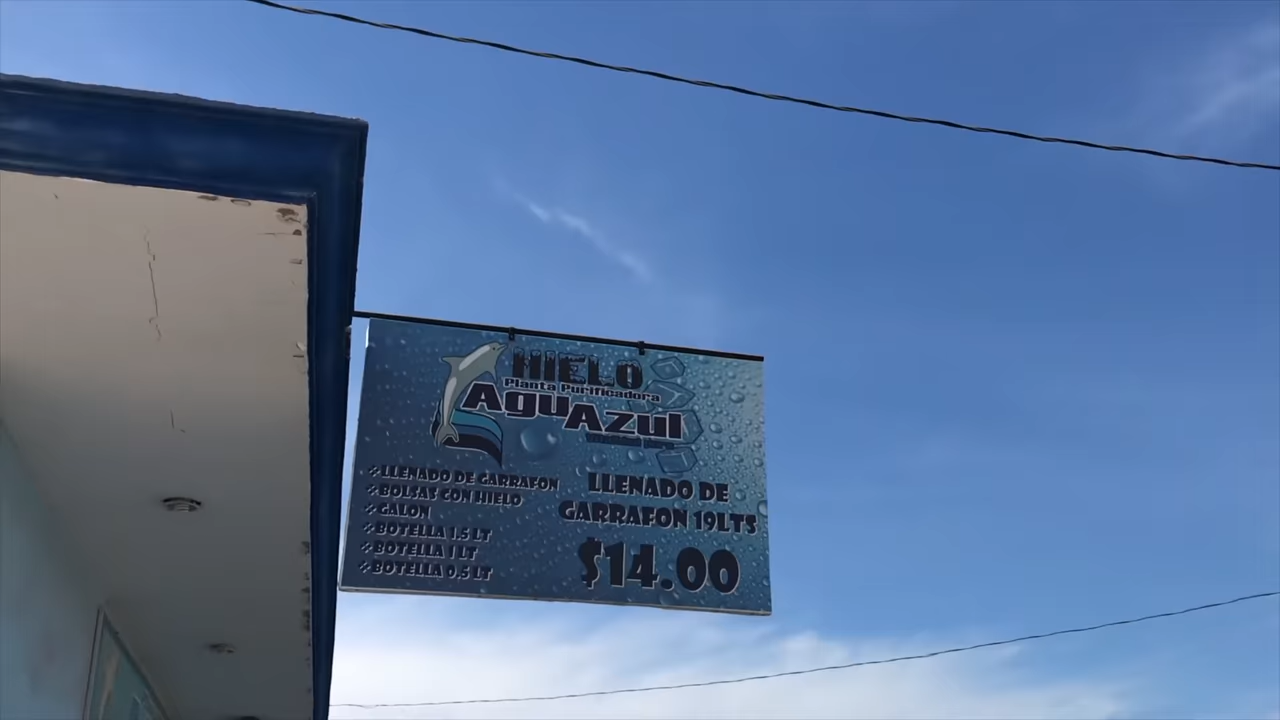 HIELO
Planta Purificadora
AguAzul
LLENADO DE GARRAFON
BOLSAS CON HIELO
GALON
BOTELLA 1.5 LT
BOTELLA 1 LT
BOTELLA 0.5 LT
LLENADO DE
GARRAFON 19LTS
$14.00